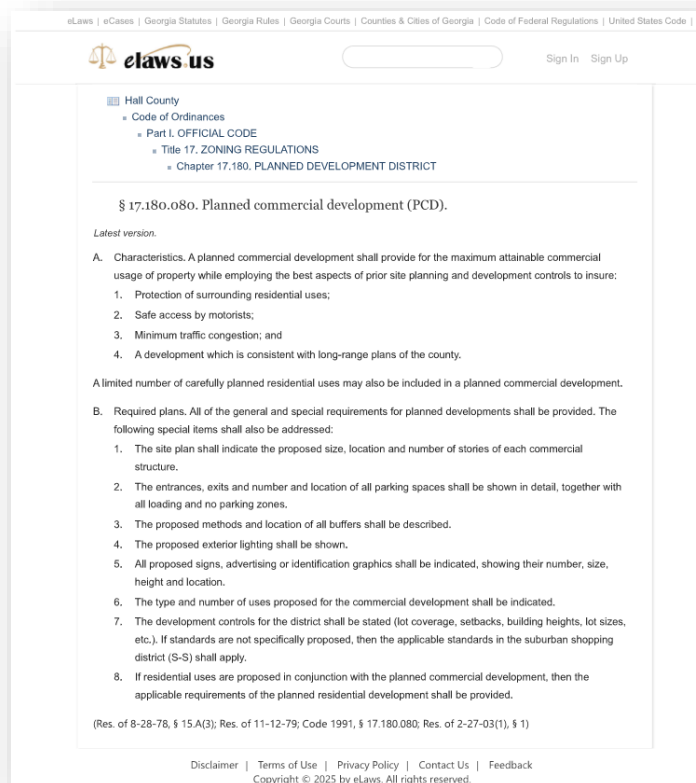 eLaws | eCases | Georgia Statutes | Georgia Rules | Georgia Courts | Counties & Cities of Georgia | Code of Federal Regulations | United States Code |
elaws.us
Sign In Sign Up
Hall County
Code of Ordinances
Part I. OFFICIAL CODE
Title 17. ZONING REGULATIONS
Chapter 17.180. PLANNED DEVELOPMENT DISTRICT
§ 17.180.080. Planned commercial development (PCD).
Latest version.
A. Characteristics. A planned commercial development shall provide for the maximum attainable commercial
usage of property while employing the best aspects of prior site planning and development controls to insure:
1. Protection of surrounding residential uses;
2. Safe access by motorists;
3. Minimum traffic congestion; and
4. A development which is consistent with long-range plans of the county.
A limited number of carefully planned residential uses may also be included in a planned commercial development.
B. Required plans. All of the general and special requirements for planned developments shall be provided. The
following special items shall also be addressed:
1. The site plan shall indicate the proposed size, location and number of stories of each commercial
structure.
2. The entrances, exits and number and location of all parking spaces shall be shown in detail, together with
all loading and no parking zones.
3. The proposed methods and location of all buffers shall be described.
4. The proposed exterior lighting shall be shown.
5. All proposed signs, advertising or identification graphics shall be indicated, showing their number, size,
height and location.
6. The type and number of uses proposed for the commercial development shall be indicated.
7. The development controls for the district shall be stated (lot coverage, setbacks, building heights, lot sizes,
etc.). If standards are not specifically proposed, then the applicable standards in the suburban shopping
district (S-S) shall apply.
8. If residential uses are proposed in conjunction with the planned commercial development, then the
applicable requirements of the planned residential development shall be provided.
(Res. of 8-28-78, § 15.A(3); Res. of 11-12-79; Code 1991, § 17.180.080; Res. of 2-27-03(1), § 1)
Disclaimer | Terms of Use | Privacy Policy | Contact Us | Feedback
Copyright © 2025 by eLaws. All rights reserved.